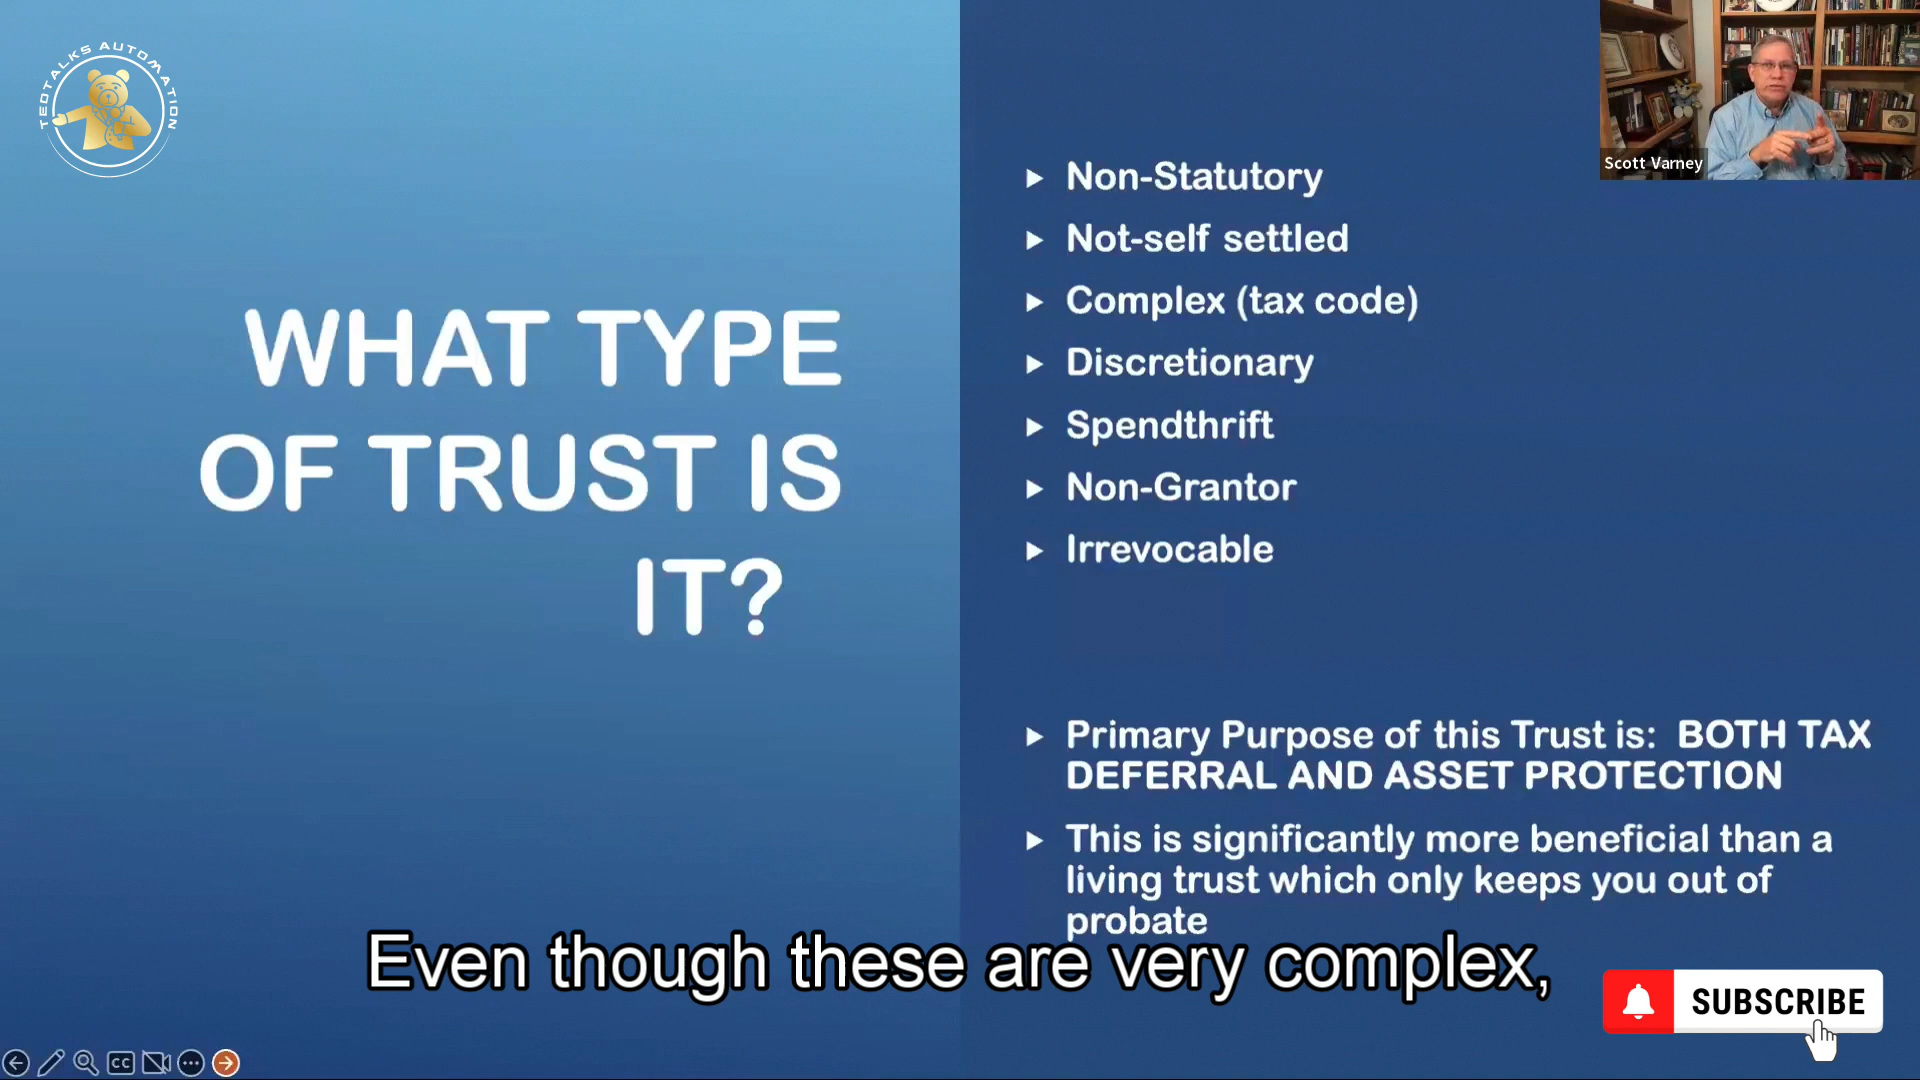 TEDTALKS AUTOMATION
WHAT TYPE
OF TRUST IS
IT?
Non-Statutory
Not-self settled
Complex (tax code)
Discretionary
Spendthrift
Non-Grantor
Irrevocable
Primary Purpose of this Trust is: BOTH TAX
DEFERRAL AND ASSET PROTECTION
This is significantly more beneficial than a
living trust which only keeps you out of
probate
Scott Varney
Even though these are very complex,
SUBSCRIBE
CC